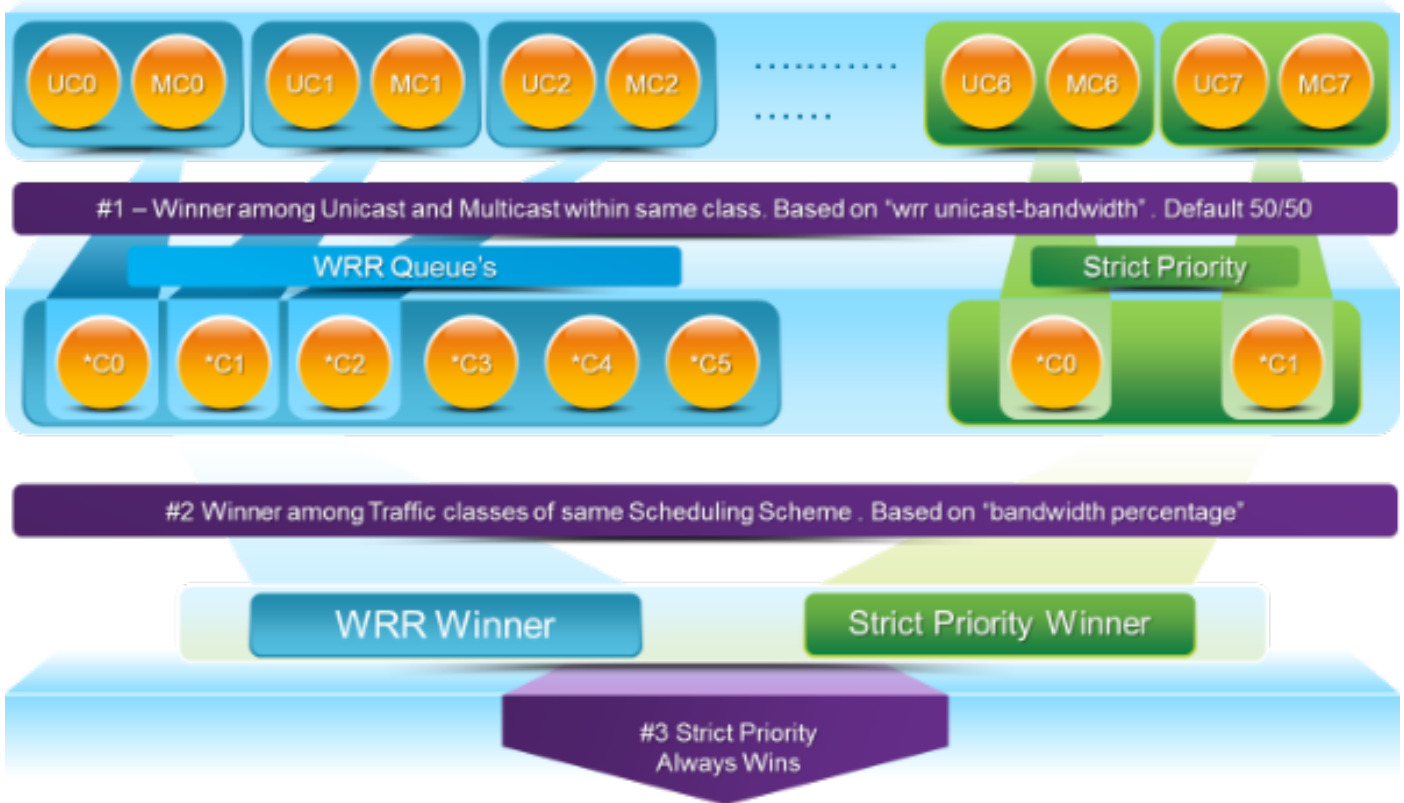 UC0 MC0 UC1 MC1 UC2 MC2 ........... UC6 MC6 UC7 MC7
......
#1 – Winner among Unicast and Multicast within same class. Based on “wrr unicast-bandwidth” . Default 50/50
WRR Queue’s Strict Priority
*C0 *C1 *C2 *C3 *C4 *C5 *C0 *C1
#2 Winner among Traffic classes of same Scheduling Scheme . Based on “bandwidth percentage”
WRR Winner Strict Priority Winner
#3 Strict Priority
Always Wins